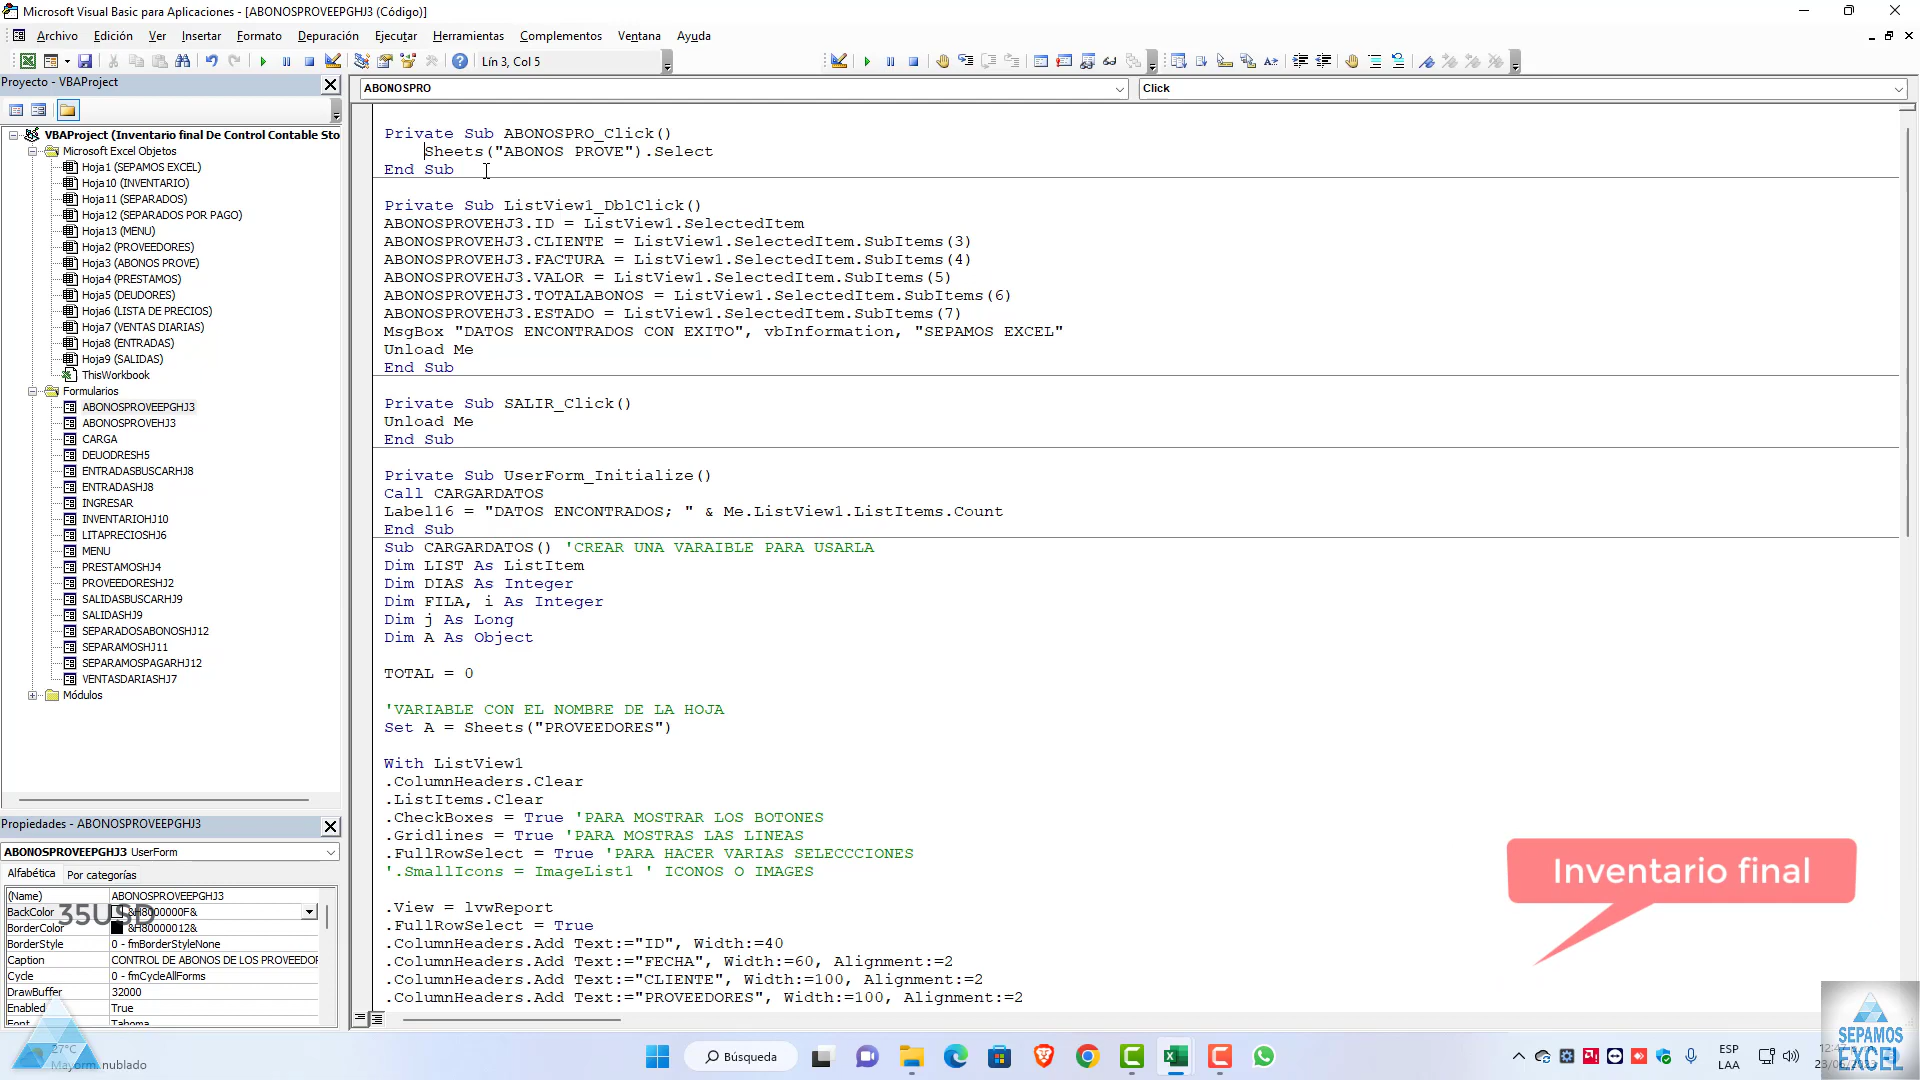 Microsoft Visual Basic para Aplicaciones - [ABONOSPROVEEPGHJ3 (Código)]
Archivo Edición Ver Insertar Formato Depuración Ejecutar Herramientas Complementos Ventana Ayuda
Lín 3, Col 5
Proyecto - VBAProject
VBAProject (Inventario final De Control Contable Sto
Microsoft Excel Objetos
Hoja1 (SEPAMOS EXCEL)
Hoja10 (INVENTARIO)
Hoja11 (SEPARADOS)
Hoja12 (SEPARADOS POR PAGO)
Hoja13 (MENU)
Hoja2 (PROVEEDORES)
Hoja3 (ABONOS PROVE)
Hoja4 (PRESTAMOS)
Hoja5 (DEUDORES)
Hoja6 (LISTA DE PRECIOS)
Hoja7 (VENTAS DIARIAS)
Hoja8 (ENTRADAS)
Hoja9 (SALIDAS)
ThisWorkbook
Formularios
ABONOSPROVEEPGHJ3
ABONOSPROVEHJ3
CARGA
DEUODRESH5
ENTRADASBUSCARHJ8
ENTRADASHJ8
INGRESAR
INVENTARIOHJ10
LITAPRECIOSHJ6
MENU
PRESTAMOSHJ4
PROVEEDORESHJ2
SALIDASBUSCARHJ9
SALIDASHJ9
SEPARADOSABONOSHJ12
SEPARAMOSHJ11
SEPARAMOSPAGARHJ12
VENTASDARIASHJ7
Módulos
Propiedades - ABONOSPROVEEPGHJ3
ABONOSPROVEEPGHJ3 UserForm
Alfabética Por categorías
(Name) ABONOSPROVEEPGHJ3
BackColor &H8000000F&
35USD
BorderColor &H80000012&
BorderStyle 0 - fmBorderStyleNone
Caption CONTROL DE ABONOS DE LOS PROVEEDOR
Cycle 0 - fmCycleAllForms
DrawBuffer 32000
Enabled True
Font Tahoma
ABONOSPRO Click
Private Sub ABONOSPRO_Click()
Sheets("ABONOS PROVE").Select
End Sub
Private Sub ListView1_DblClick()
ABONOSPROVEHJ3.ID = ListView1.SelectedItem
ABONOSPROVEHJ3.CLIENTE = ListView1.SelectedItem.SubItems(3)
ABONOSPROVEHJ3.FACTURA = ListView1.SelectedItem.SubItems(4)
ABONOSPROVEHJ3.VALOR = ListView1.SelectedItem.SubItems(5)
ABONOSPROVEHJ3.TOTALABONOS = ListView1.SelectedItem.SubItems(6)
ABONOSPROVEHJ3.ESTADO = ListView1.SelectedItem.SubItems(7)
MsgBox "DATOS ENCONTRADOS CON EXITO", vbInformation, "SEPAMOS EXCEL"
Unload Me
End Sub
Private Sub SALIR_Click()
Unload Me
End Sub
Private Sub UserForm_Initialize()
Call CARGARDATOS
Label16 = "DATOS ENCONTRADOS; " & Me.ListView1.ListItems.Count
End Sub
Sub CARGARDATOS() 'CREAR UNA VARAIBLE PARA USARLA
Dim LIST As ListItem
Dim DIAS As Integer
Dim FILA, i As Integer
Dim j As Long
Dim A As Object
TOTAL = 0
'VARIABLE CON EL NOMBRE DE LA HOJA
Set A = Sheets("PROVEEDORES")
With ListView1
.ColumnHeaders.Clear
.ListItems.Clear
.CheckBoxes = True 'PARA MOSTRAR LOS BOTONES
.Gridlines = True 'PARA MOSTRAS LAS LINEAS
.FullRowSelect = True 'PARA HACER VARIAS SELECCCIONES
'.SmallIcons = ImageList1 ' ICONOS O IMAGES
.View = lvwReport
.FullRowSelect = True
.ColumnHeaders.Add Text:="ID", Width:=40
.ColumnHeaders.Add Text:="FECHA", Width:=60, Alignment:=2
.ColumnHeaders.Add Text:="CLIENTE", Width:=100, Alignment:=2
.ColumnHeaders.Add Text:="PROVEEDORES", Width:=100, Alignment:=2
Inventario final
SEPAMOS
EXCEL
27°C
Mayorm. nublado
Búsqueda
ESP
LAA